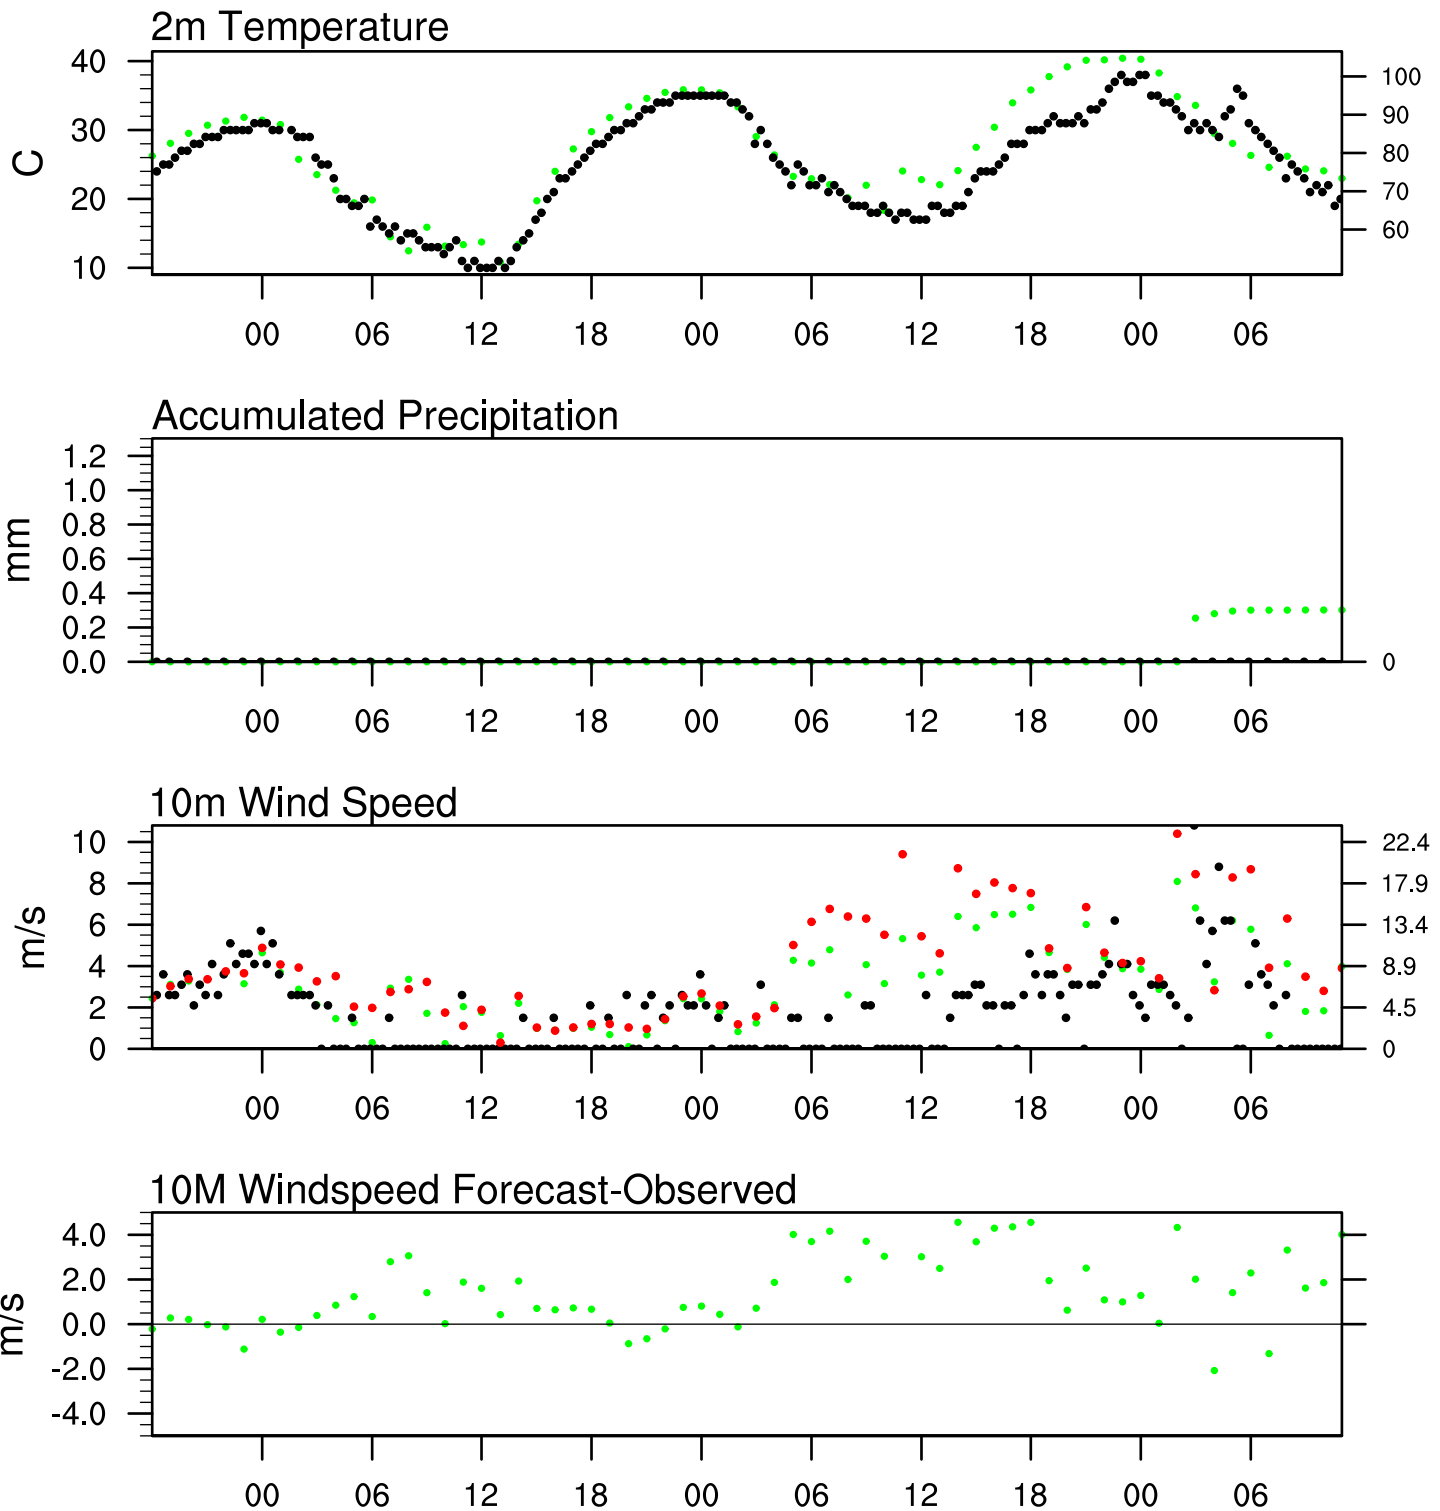 2m Temperature
40
30
20
10
C
100
90
80
70
60
00 06 12 18 00 06 12 18 00 06
Accumulated Precipitation
1.2
1.0
0.8
0.6
0.4
0.2
0.0
mm
0
00 06 12 18 00 06 12 18 00 06
10m Wind Speed
10
8
6
4
2
0
m/s
22.4
17.9
13.4
8.9
4.5
0
00 06 12 18 00 06 12 18 00 06
10M Windspeed Forecast-Observed
4.0
2.0
0.0
-2.0
-4.0
m/s
00 06 12 18 00 06 12 18 00 06